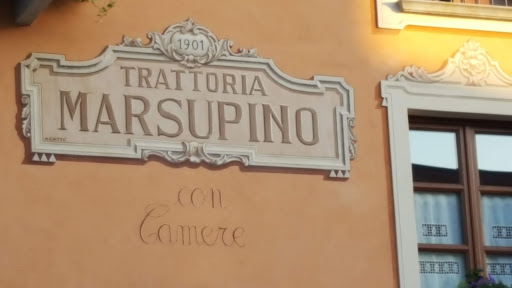 1901
TRATTORIA
MARSUPINO
con
Camere